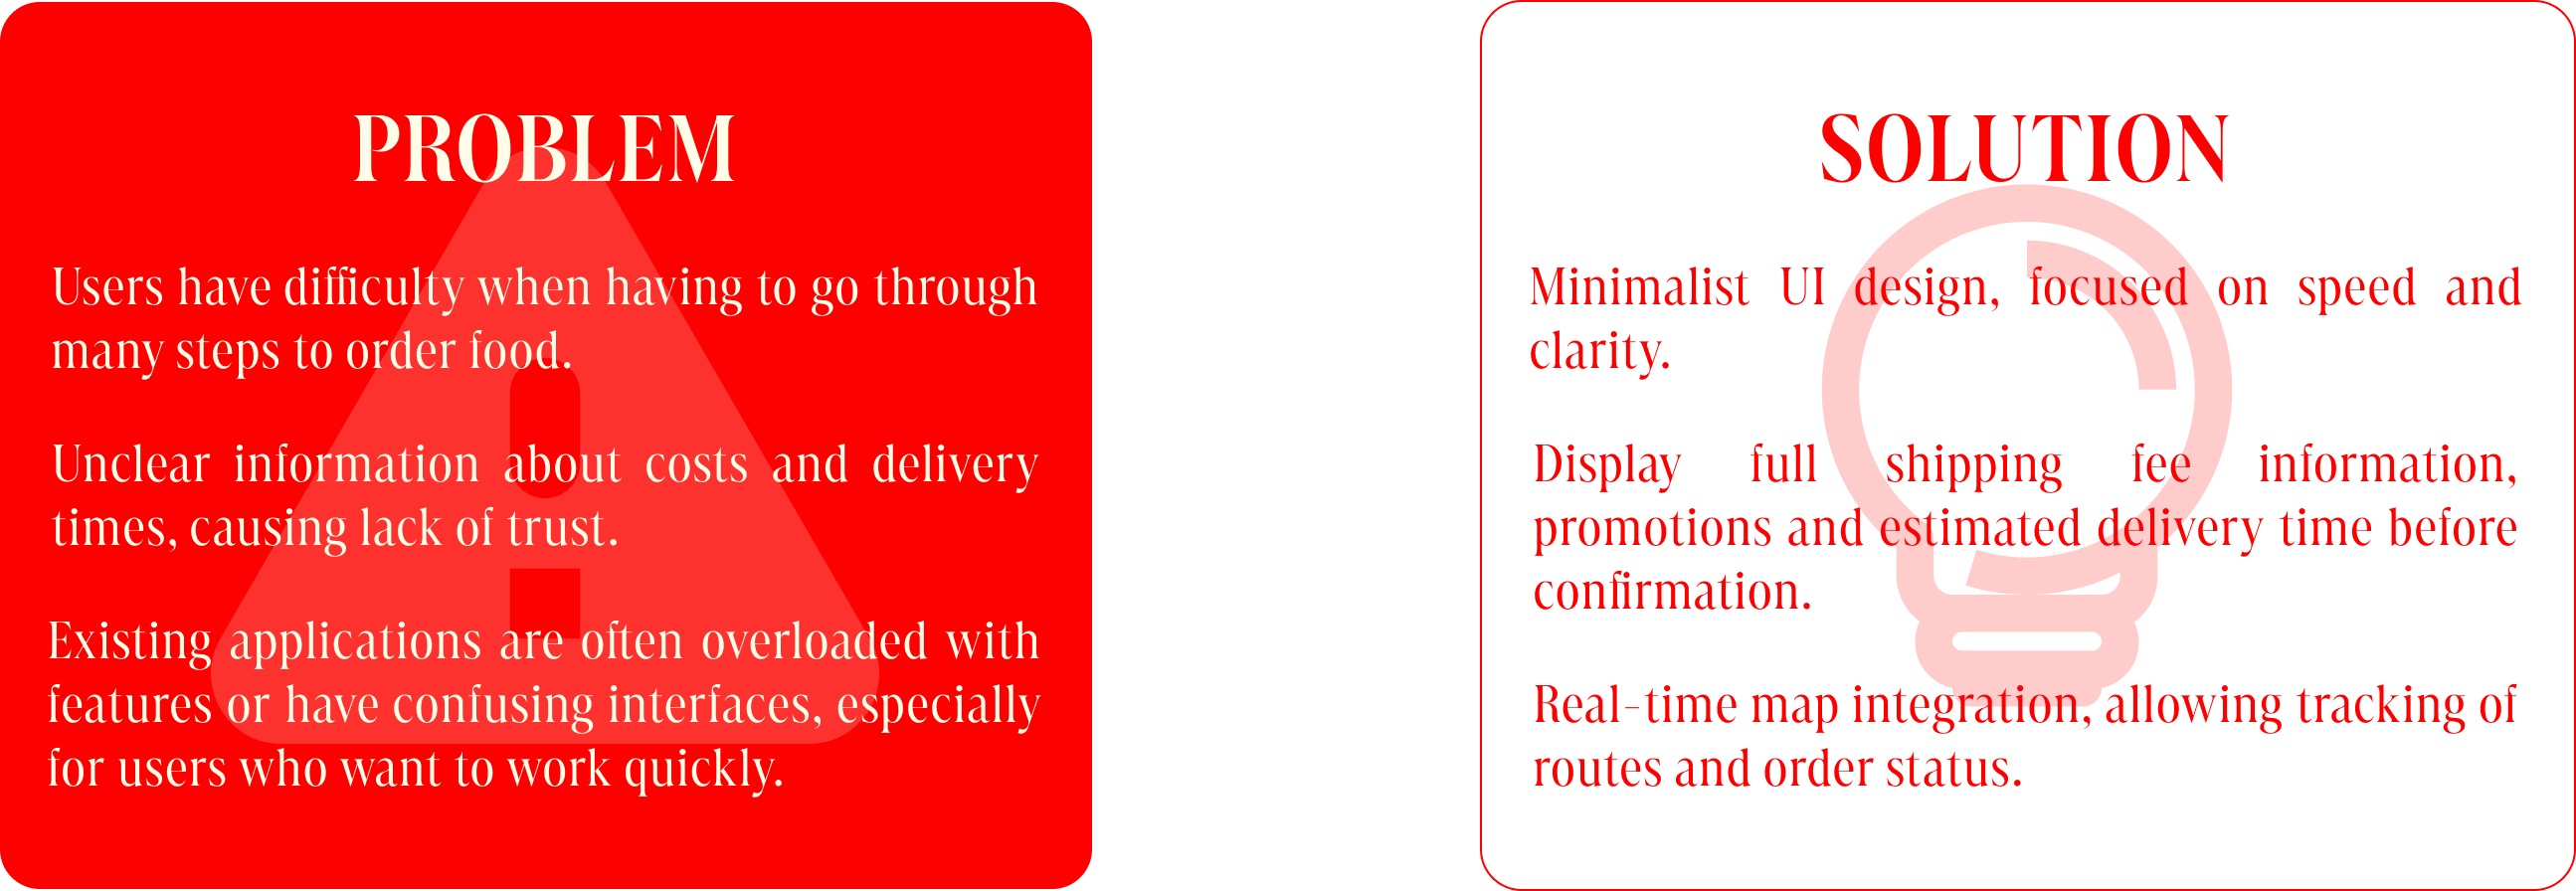 PROBLEM
Users have difficulty when having to go through
many steps to order food.
Unclear information about costs and delivery
times, causing lack of trust.
Existing applications are often overloaded with
features or have confusing interfaces, especially
for users who want to work quickly.
SOLUTION
Minimalist UI design, focused on speed and
clarity.
Display full shipping fee information,
promotions and estimated delivery time before
confirmation.
Real-time map integration, allowing tracking of
routes and order status.